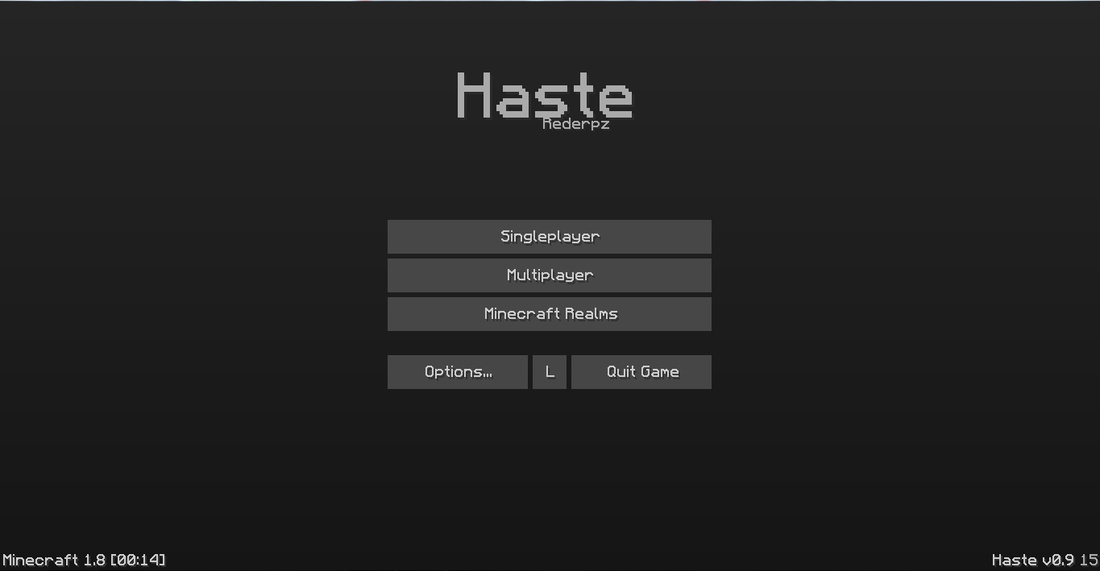 Haste
Rederpz
Singleplayer
Multiplayer
Minecraft Realms
Options... L Quit Game
Minecraft 1.8 [00:14] Haste v0.9 15